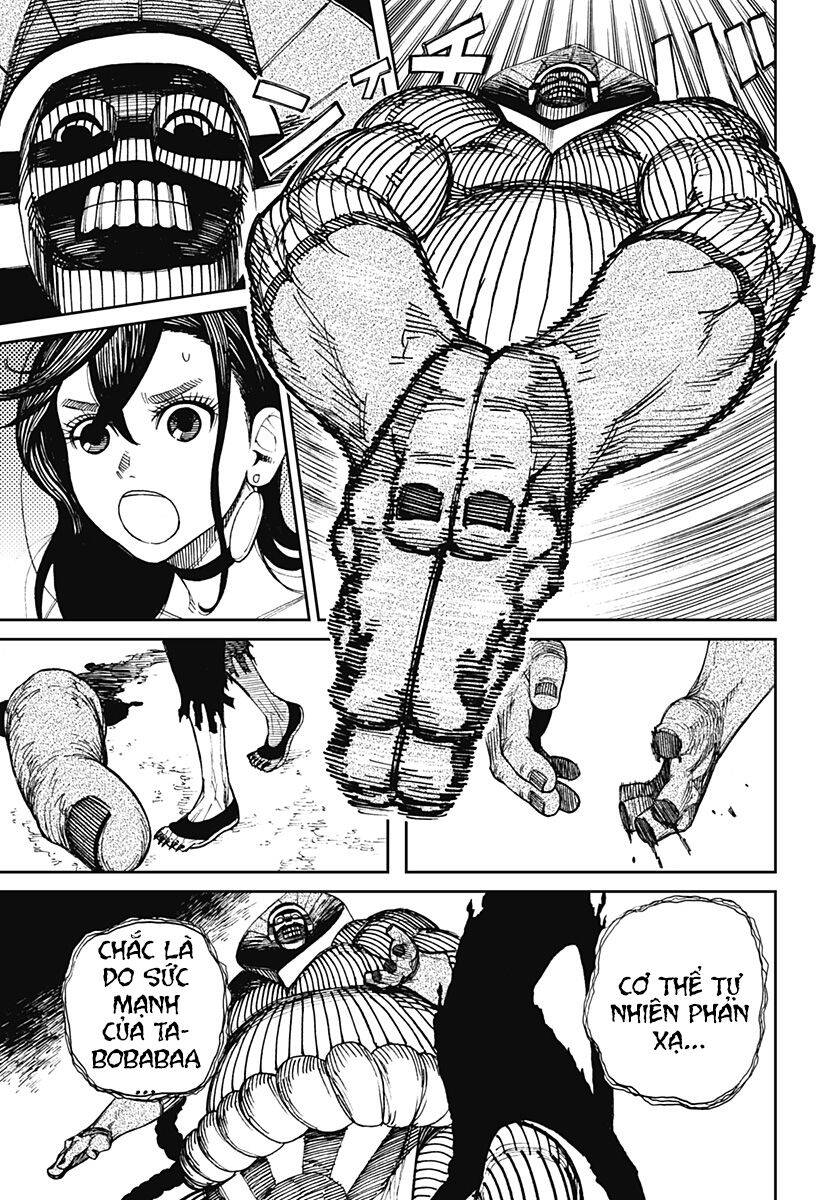 CƠ THỂ TỰ
NHIÊN PHẢN
XẠ...
CHẮC LÀ
DO SỨC
MẠNH
CỦA TA-
BOBABAA
...